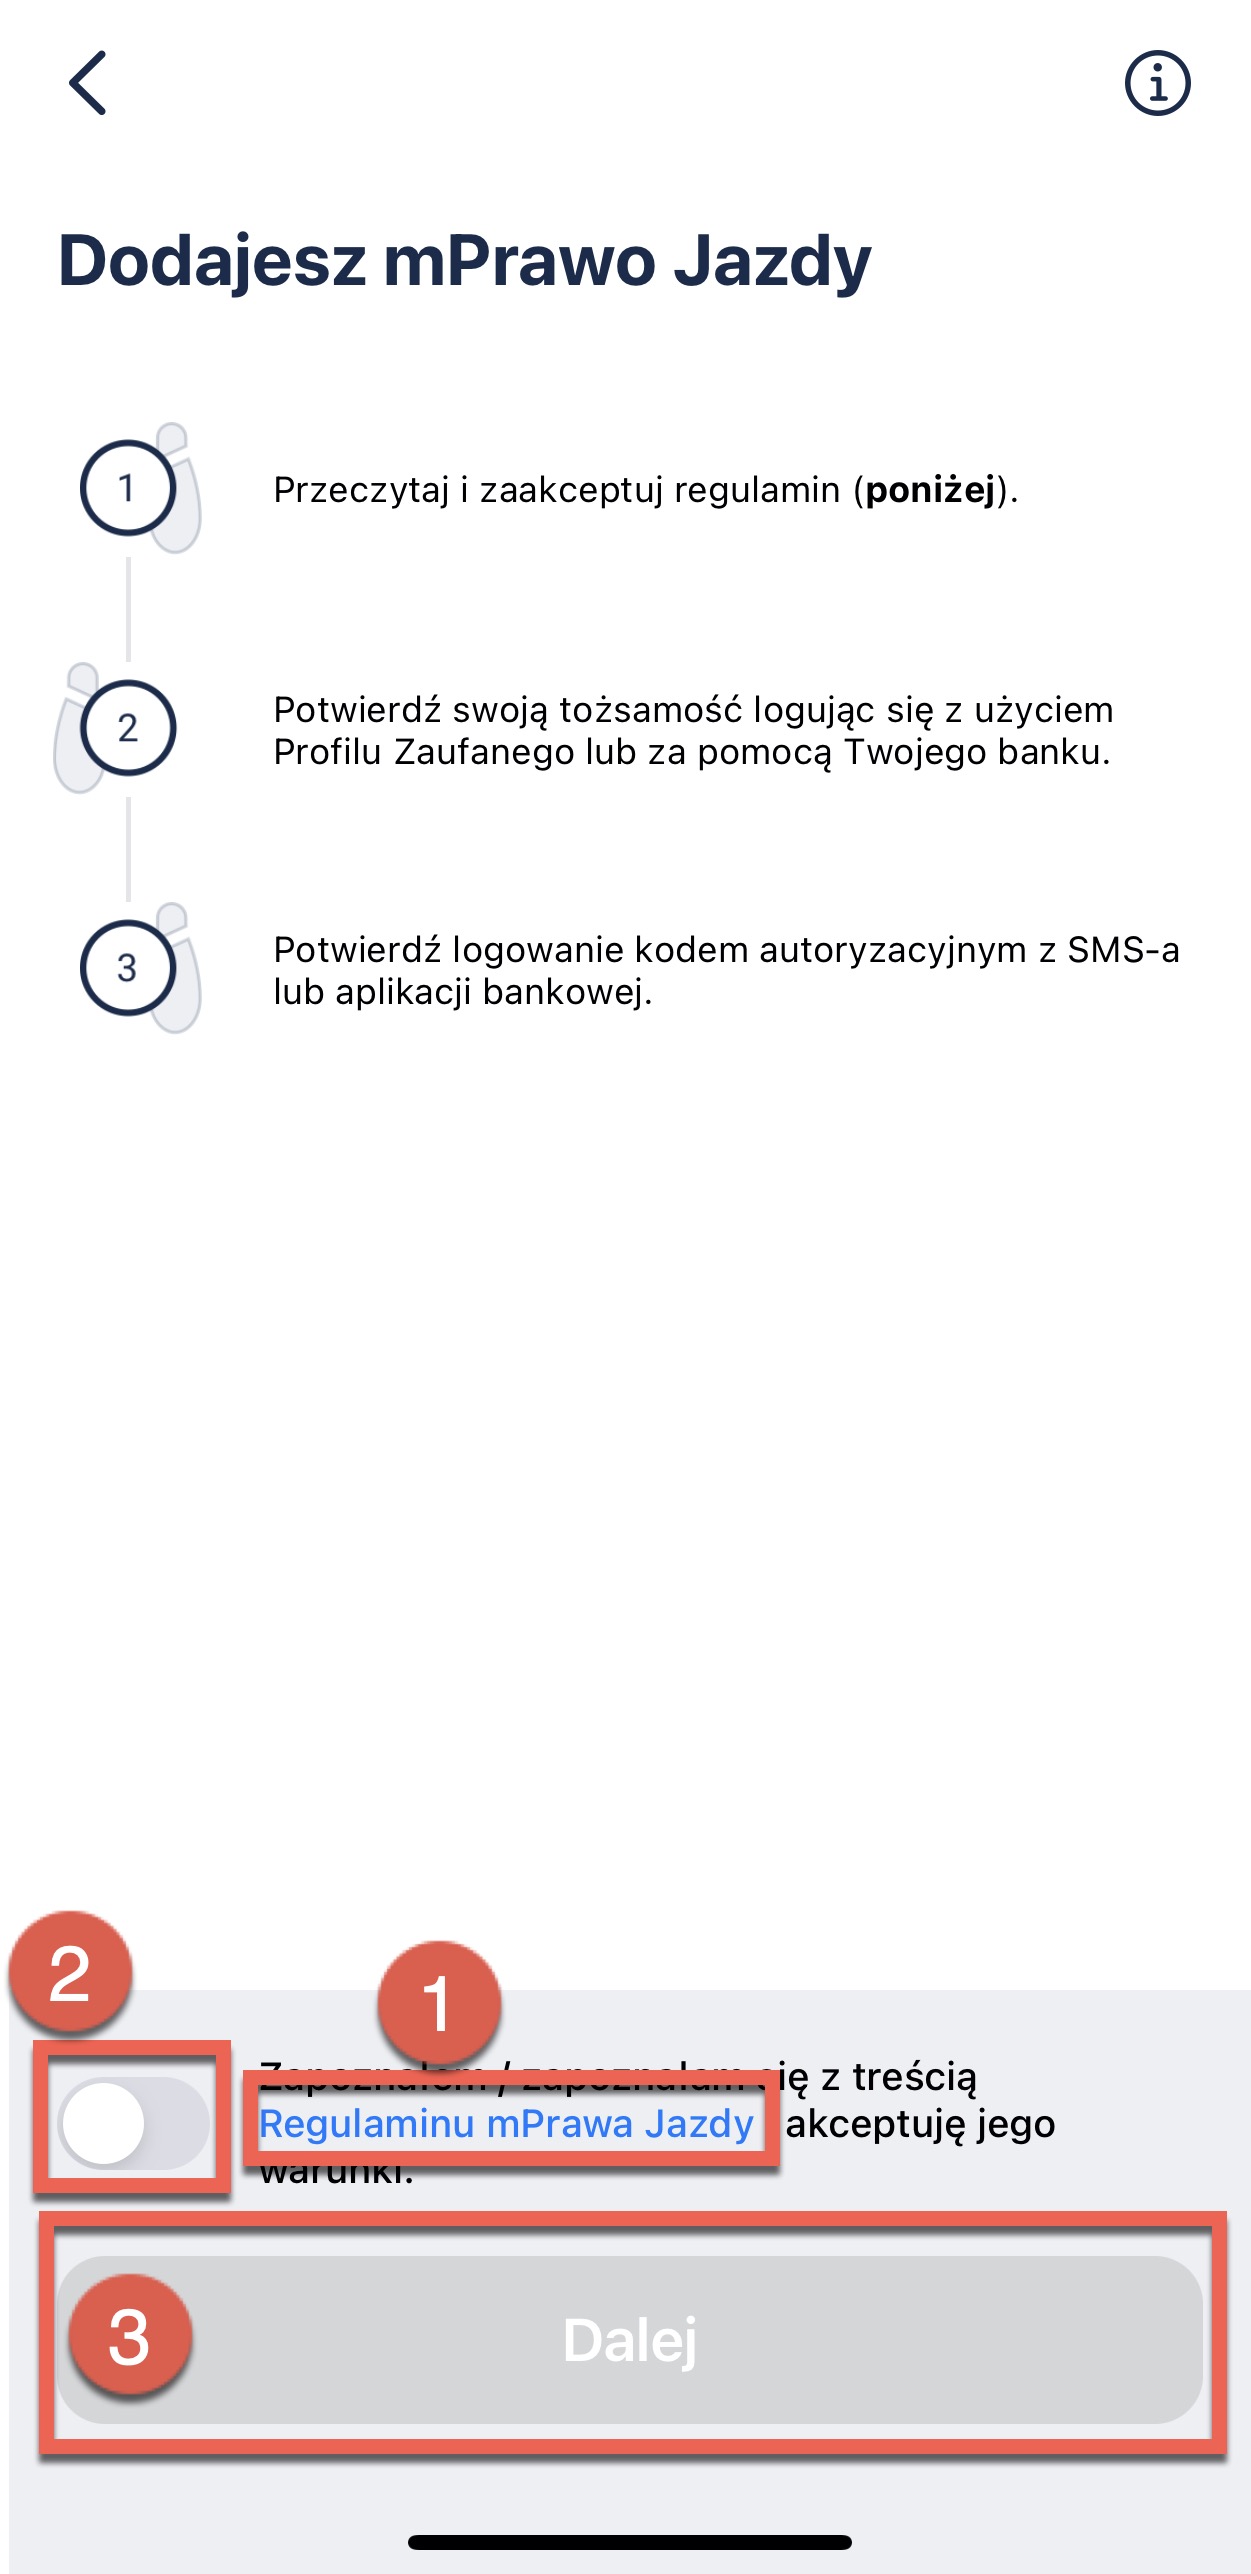 Dodajesz mPrawo Jazdy
1
Przeczytaj i zaakceptuj regulamin (poniżej).
2
Potwierdź swoją tożsamość logując się z użyciem
Profilu Zaufanego lub za pomocą Twojego banku.
3
Potwierdź logowanie kodem autoryzacyjnym z SMS-a
lub aplikacji bankowej.
2
1
Zapoznałem / zapoznałam się z treścią
Regulaminu mPrawa Jazdy akceptuję jego
warunki.
3
Dalej